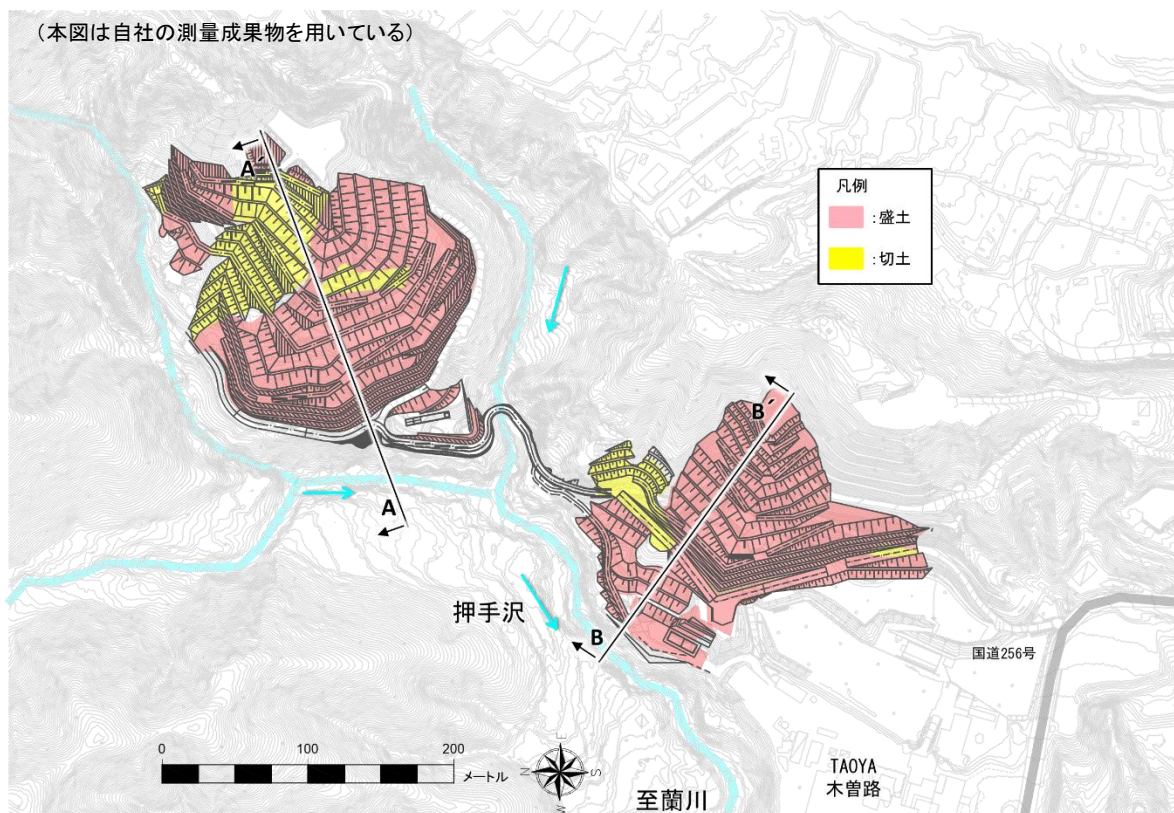 (本図は自社の測量成果物を用いている)
A´
凡例
:盛土
:切土
B´
A
押手沢
B
国道256号
0 100 200
メートル
E
N S
W
TAOYA
木曽路
至蘭川